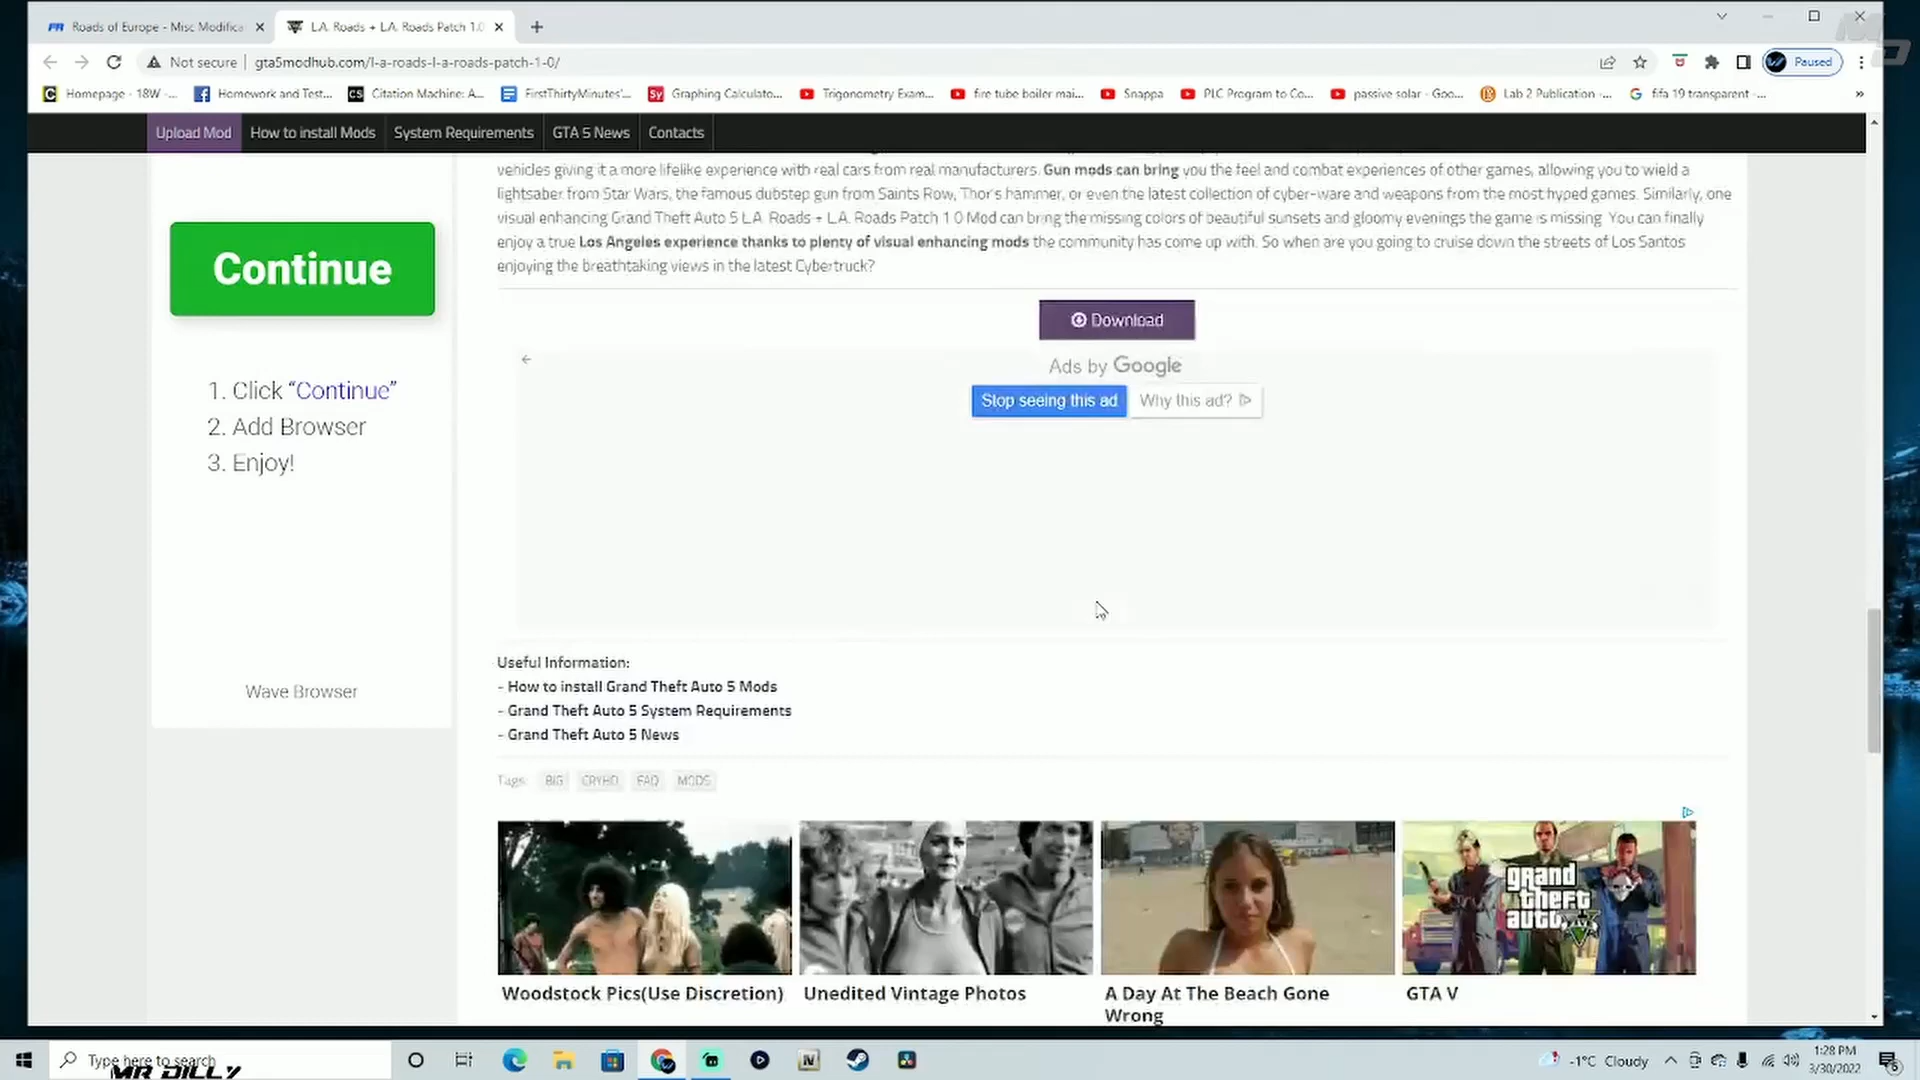 Roads of Europe - Misc Modifica
L.A. Roads + L.A. Roads Patch 1.0
Not secure
gta5modhub.com/l-a-roads-l-a-roads-patch-1-0/
Paused
Homepage - 18W -...
Homework and Test...
Citation Machine: A...
FirstThirtyMinutes'...
Graphing Calculato...
Trigonometry Exam...
fire tube boiler mai...
Snappa
PLC Program to Co...
passive solar - Goo...
Lab 2 Publication -...
fifa 19 transparent -...
»
Upload Mod
How to install Mods
System Requirements
GTA 5 News
Contacts
vehicles giving it a more lifelike experience with real cars from real manufacturers. Gun mods can bring you the feel and combat experiences of other games, allowing you to wield a
lightsaber from Star Wars, the famous dubstep gun from Saints Row, Thor's hammer, or even the latest collection of cyber-ware and weapons from the most hyped games. Similarly, one
visual enhancing Grand Theft Auto 5 L.A. Roads + L.A. Roads Patch 1.0 Mod can bring the missing colors of beautiful sunsets and gloomy evenings the game is missing. You can finally
enjoy a true Los Angeles experience thanks to plenty of visual enhancing mods the community has come up with. So when are you going to cruise down the streets of Los Santos
enjoying the breathtaking views in the latest Cybertruck?
Continue
1. Click “Continue”
2. Add Browser
3. Enjoy!
Wave Browser
Download
Ads by Google
Stop seeing this ad
Why this ad?
Useful Information:
- How to install Grand Theft Auto 5 Mods
- Grand Theft Auto 5 System Requirements
- Grand Theft Auto 5 News
Tags:
BIG
CRYHD
FAQ
MODS
grand
theft
auto
Woodstock Pics(Use Discretion)
Unedited Vintage Photos
A Day At The Beach Gone
Wrong
GTA V
Type here to search
MR DILLY
-1°C Cloudy
1:28 PM
3/30/2022